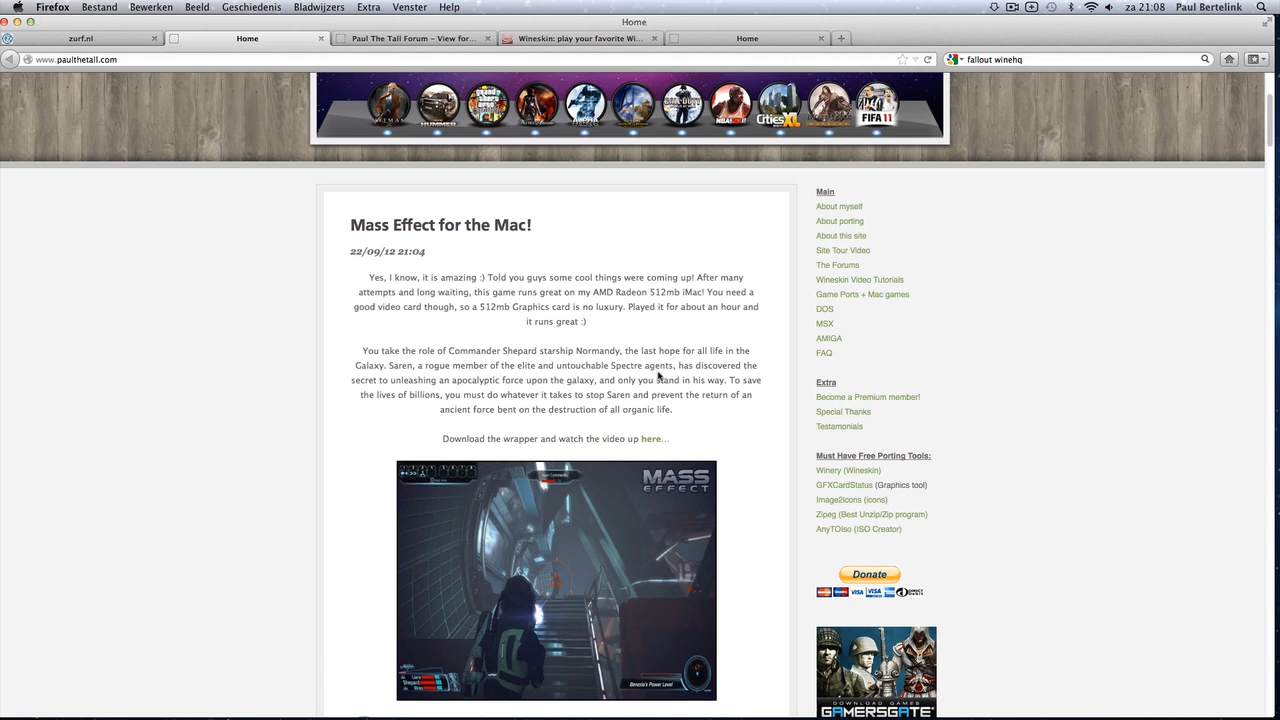 Firefox Bestand Bewerken Beeld Geschiedenis Bladwijzers Extra Venster Help za 21:08 Paul Bertelink
Home
zurf.nl Home Paul The Tall Forum - View for... Wineskin: play your favorite Wi... Home
www.paulthetall.com fallout winehq
GAMERSGATE
HUMMER
CitiesXL
FIFA 11
Mass Effect for the Mac!
22/09/12 21:04
Yes, I know, it is amazing :) Told you guys some cool things were coming up! After many
attempts and long waiting, this game runs great on my AMD Radeon 512mb iMac! You need a
good video card though, so a 512mb Graphics card is no luxury. Played it for about an hour and
it runs great :)
You take the role of Commander Shepard starship Normandy, the last hope for all life in the
Galaxy. Saren, a rogue member of the elite and untouchable Spectre agents, has discovered the
secret to unleashing an apocalyptic force upon the galaxy, and only you stand in his way. To save
the lives of billions, you must do whatever it takes to stop Saren and prevent the return of an
ancient force bent on the destruction of all organic life.
Download the wrapper and watch the video up here...
MASS
EFFECT
Shepard
Benezia's Power Level
Main
About myself
About porting
About this site
Site Tour Video
The Forums
Wineskin Video Tutorials
Game Ports + Mac games
DOS
MSX
AMIGA
FAQ
Extra
Become a Premium member!
Special Thanks
Testamonials
Must Have Free Porting Tools:
Winery (Wineskin)
GFXCardStatus (Graphics tool)
Image2icons (icons)
Zipeg (Best Unzip/Zip program)
AnyTOIso (ISO Creator)
Donate
VISA VISA
DOWNLOAD GAMES
GAMERSGATE